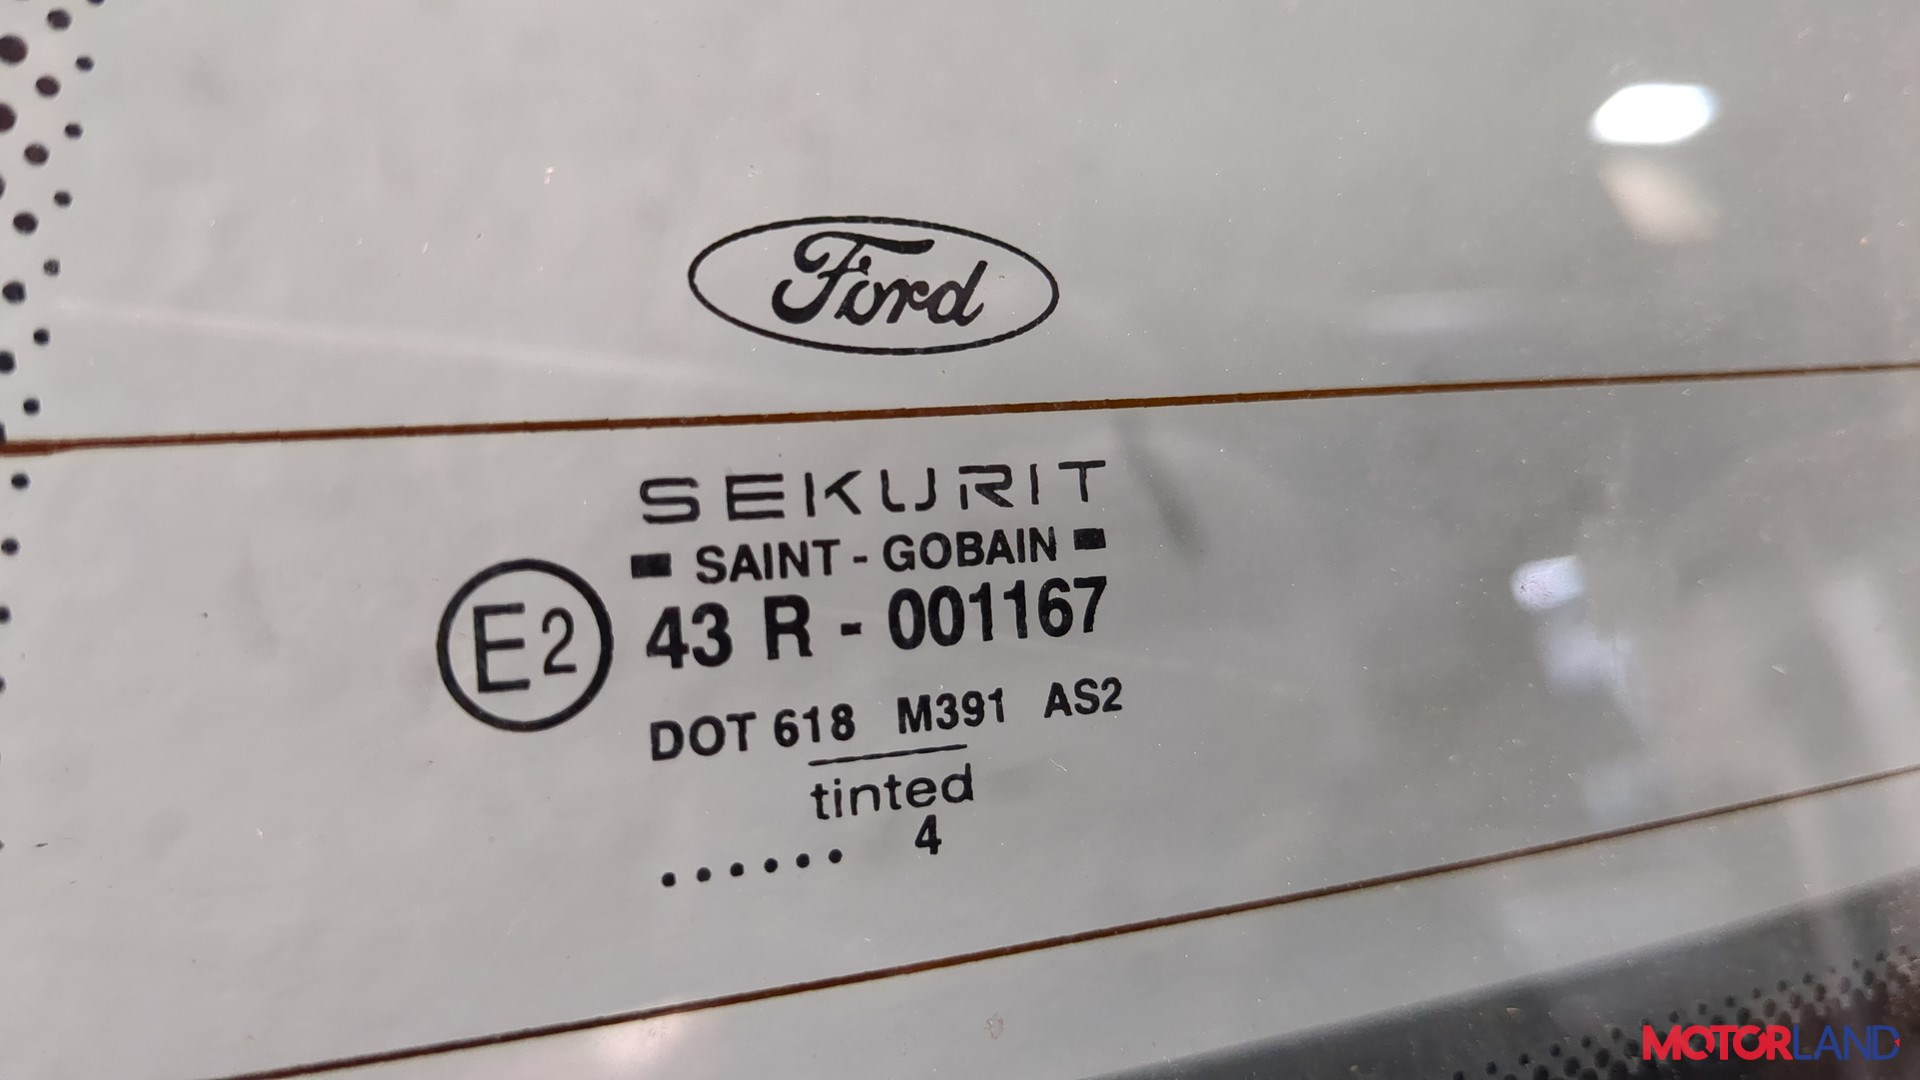 Ford
SEKURIT
SAINT-GOBAIN
E2
43 R - 001167
DOT 618 M391 AS2
tinted
...... 4
MOTORLAND